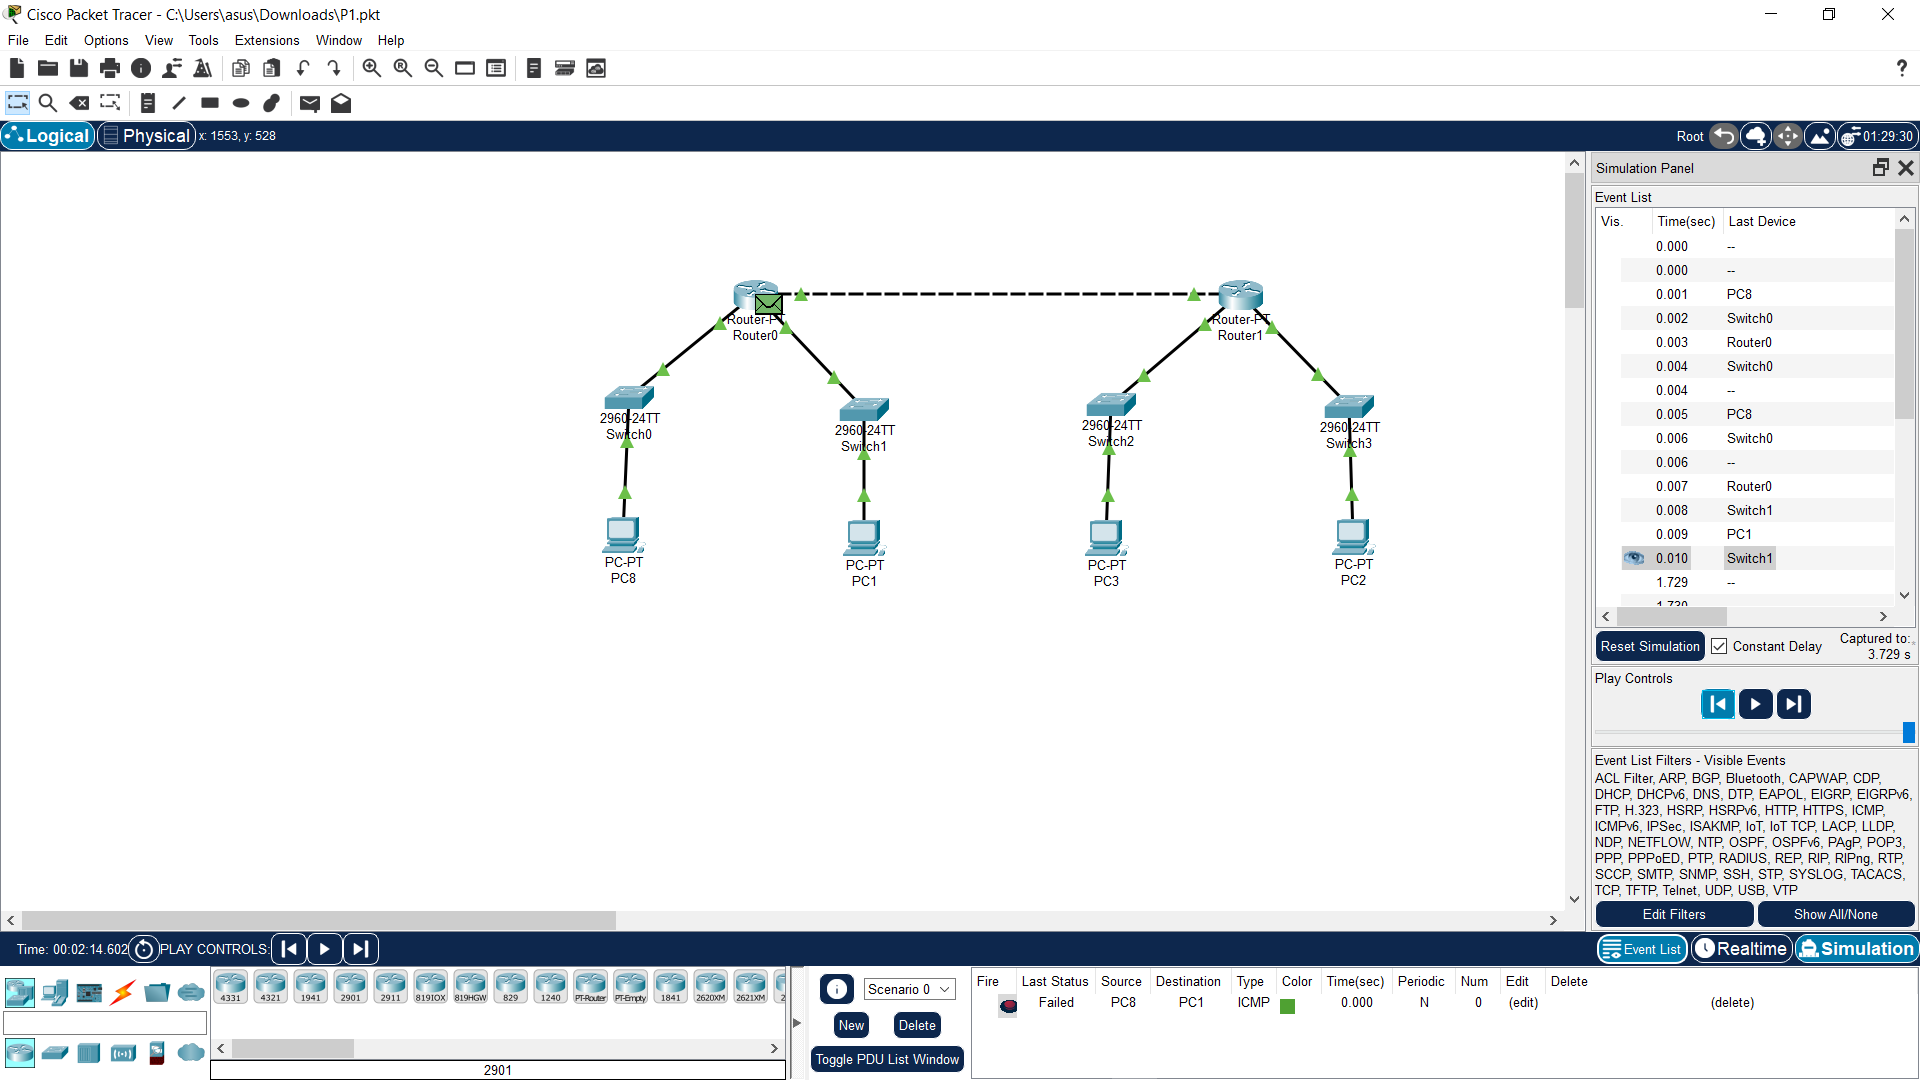 Cisco Packet Tracer - C:\Users\asus\Downloads\P1.pkt
File Edit Options View Tools Extensions Window Help
?
Logical Physical x: 1553, y: 528 Root 01:29:30
Router-PT
Router0
Router-PT
Router1
2960-24TT
Switch0
2960-24TT
Switch1
2960-24TT
Switch2
2960-24TT
Switch3
PC-PT
PC8
PC-PT
PC1
PC-PT
PC3
PC-PT
PC2
Simulation Panel
Event List
Vis. Time(sec) Last Device
0.000 --
0.000 --
0.001 PC8
0.002 Switch0
0.003 Router0
0.004 Switch0
0.004 --
0.005 PC8
0.006 Switch0
0.006 --
0.007 Router0
0.008 Switch1
0.009 PC1
0.010 Switch1
1.729 --
1.730
Reset Simulation Constant Delay Captured to:
3.729 s
Play Controls
Event List Filters - Visible Events
ACL Filter, ARP, BGP, Bluetooth, CAPWAP, CDP,
DHCP, DHCPv6, DNS, DTP, EAPOL, EIGRP, EIGRPv6,
FTP, H.323, HSRP, HSRPv6, HTTP, HTTPS, ICMP,
ICMPv6, IPSec, ISAKMP, IoT, IoT TCP, LACP, LLDP,
NDP, NETFLOW, NTP, OSPF, OSPFv6, PAgP, POP3,
PPP, PPPoED, PTP, RADIUS, REP, RIP, RIPng, RTP,
SCCP, SMTP, SNMP, SSH, STP, SYSLOG, TACACS,
TCP, TFTP, Telnet, UDP, USB, VTP
Edit Filters Show All/None
Time: 00:02:14.602 PLAY CONTROLS: Event List Realtime Simulation
4331 4321 1941 2901 2911 819IOX 819HGW 829 1240 PT-Router PT-Empty 1841 2620XM 2621XM 2
2901
Scenario 0
New Delete
Toggle PDU List Window
Fire Last Status Source Destination Type Color Time(sec) Periodic Num Edit Delete
Failed PC8 PC1 ICMP 0.000 N 0 (edit) (delete)